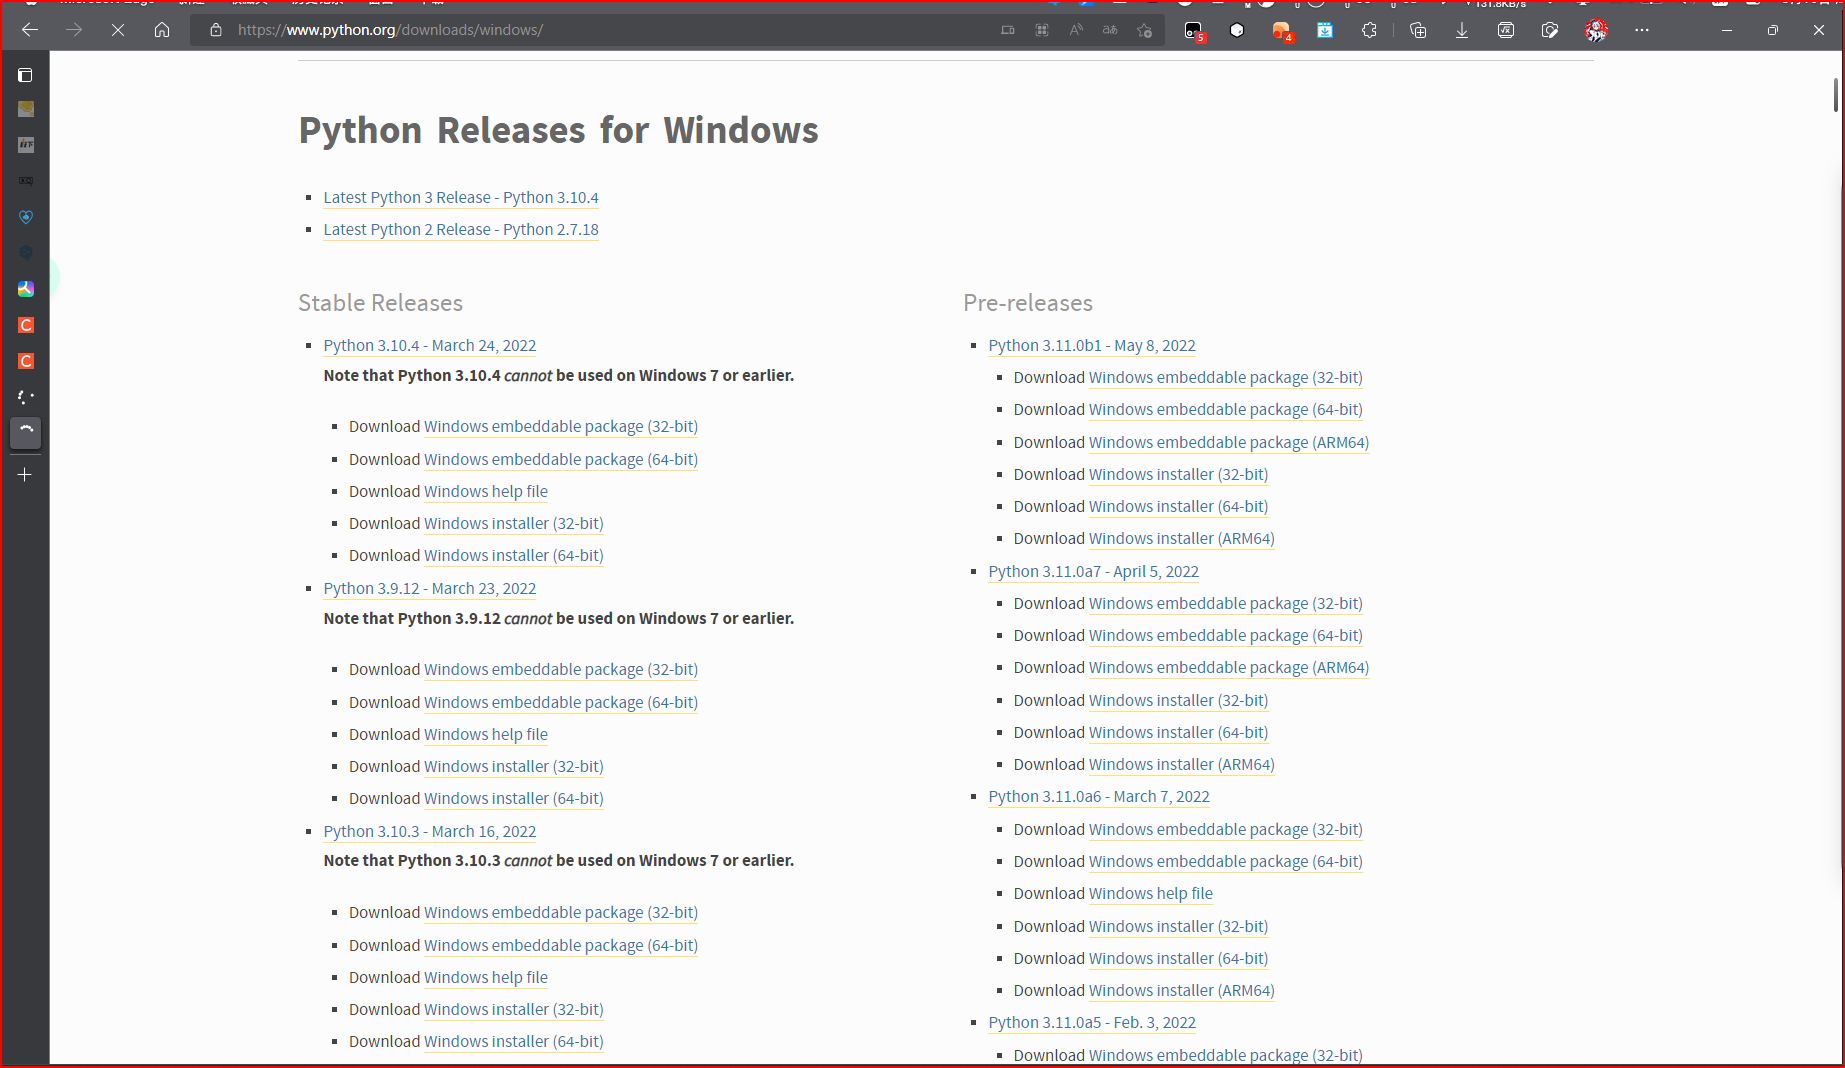 131.8KB/s
https://www.python.org/downloads/windows/
5
4
Python Releases for Windows
Latest Python 3 Release - Python 3.10.4
Latest Python 2 Release - Python 2.7.18
Stable Releases
Python 3.10.4 - March 24, 2022
Note that Python 3.10.4 cannot be used on Windows 7 or earlier.
Download Windows embeddable package (32-bit)
Download Windows embeddable package (64-bit)
Download Windows help file
Download Windows installer (32-bit)
Download Windows installer (64-bit)
Python 3.9.12 - March 23, 2022
Note that Python 3.9.12 cannot be used on Windows 7 or earlier.
Download Windows embeddable package (32-bit)
Download Windows embeddable package (64-bit)
Download Windows help file
Download Windows installer (32-bit)
Download Windows installer (64-bit)
Python 3.10.3 - March 16, 2022
Note that Python 3.10.3 cannot be used on Windows 7 or earlier.
Download Windows embeddable package (32-bit)
Download Windows embeddable package (64-bit)
Download Windows help file
Download Windows installer (32-bit)
Download Windows installer (64-bit)
Pre-releases
Python 3.11.0b1 - May 8, 2022
Download Windows embeddable package (32-bit)
Download Windows embeddable package (64-bit)
Download Windows embeddable package (ARM64)
Download Windows installer (32-bit)
Download Windows installer (64-bit)
Download Windows installer (ARM64)
Python 3.11.0a7 - April 5, 2022
Download Windows embeddable package (32-bit)
Download Windows embeddable package (64-bit)
Download Windows embeddable package (ARM64)
Download Windows installer (32-bit)
Download Windows installer (64-bit)
Download Windows installer (ARM64)
Python 3.11.0a6 - March 7, 2022
Download Windows embeddable package (32-bit)
Download Windows embeddable package (64-bit)
Download Windows help file
Download Windows installer (32-bit)
Download Windows installer (64-bit)
Download Windows installer (ARM64)
Python 3.11.0a5 - Feb. 3, 2022
Download Windows embeddable package (32-bit)